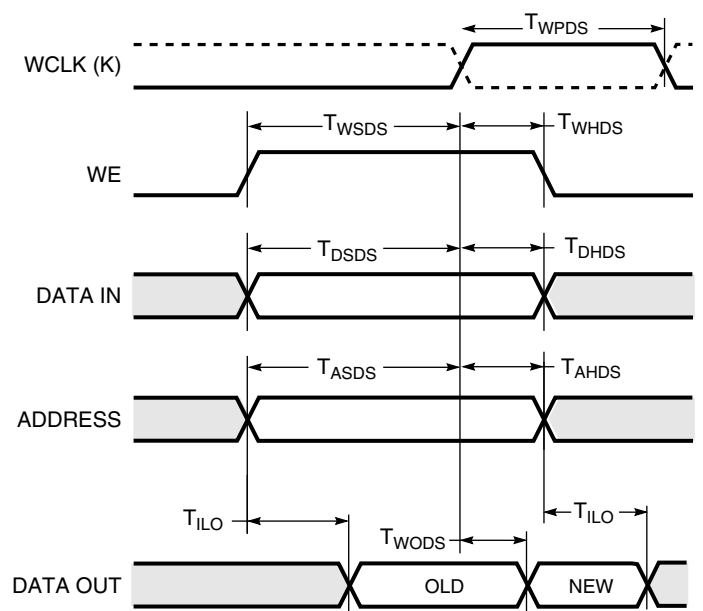 TWPDS
WCLK (K)
TWSDS
TWHDS
WE
TDSDS
TDHDS
DATA IN
TASDS
TAHDS
ADDRESS
TILO
TWODS
TILO
DATA OUT
OLD
NEW